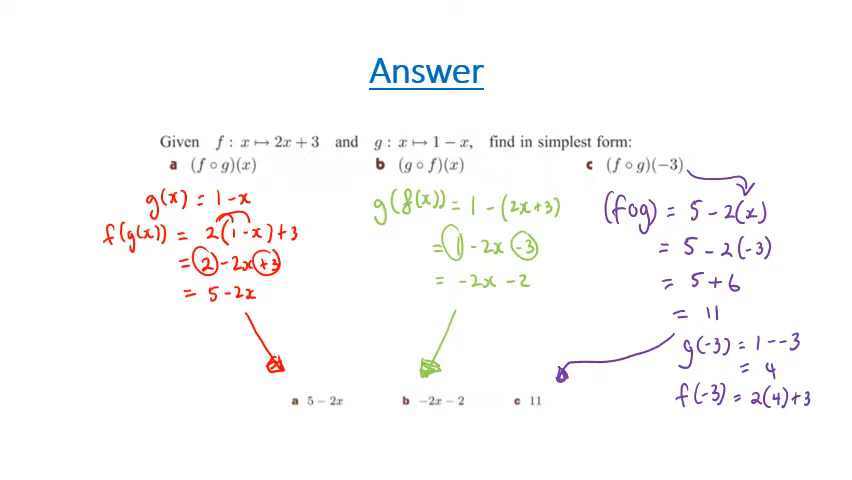 Answer
Given f : x ↦ 2x + 3 and g : x ↦ 1 − x, find in simplest form:
a (f ∘ g)(x) b (g ∘ f)(x) c (f ∘ g)(−3)
g(x) = 1 − x
f(g(x)) = 2(1 − x) + 3
= 2 − 2x + 3
= 5 − 2x
g(f(x)) = 1 − (2x + 3)
= 1 − 2x − 3
= −2x − 2
(fog) = 5 − 2(x)
= 5 − 2(−3)
= 5 + 6
= 11
g(−3) = 1 − −3
= 4
f(−3) = 2(4) + 3
a 5 − 2x b −2x − 2 c 11